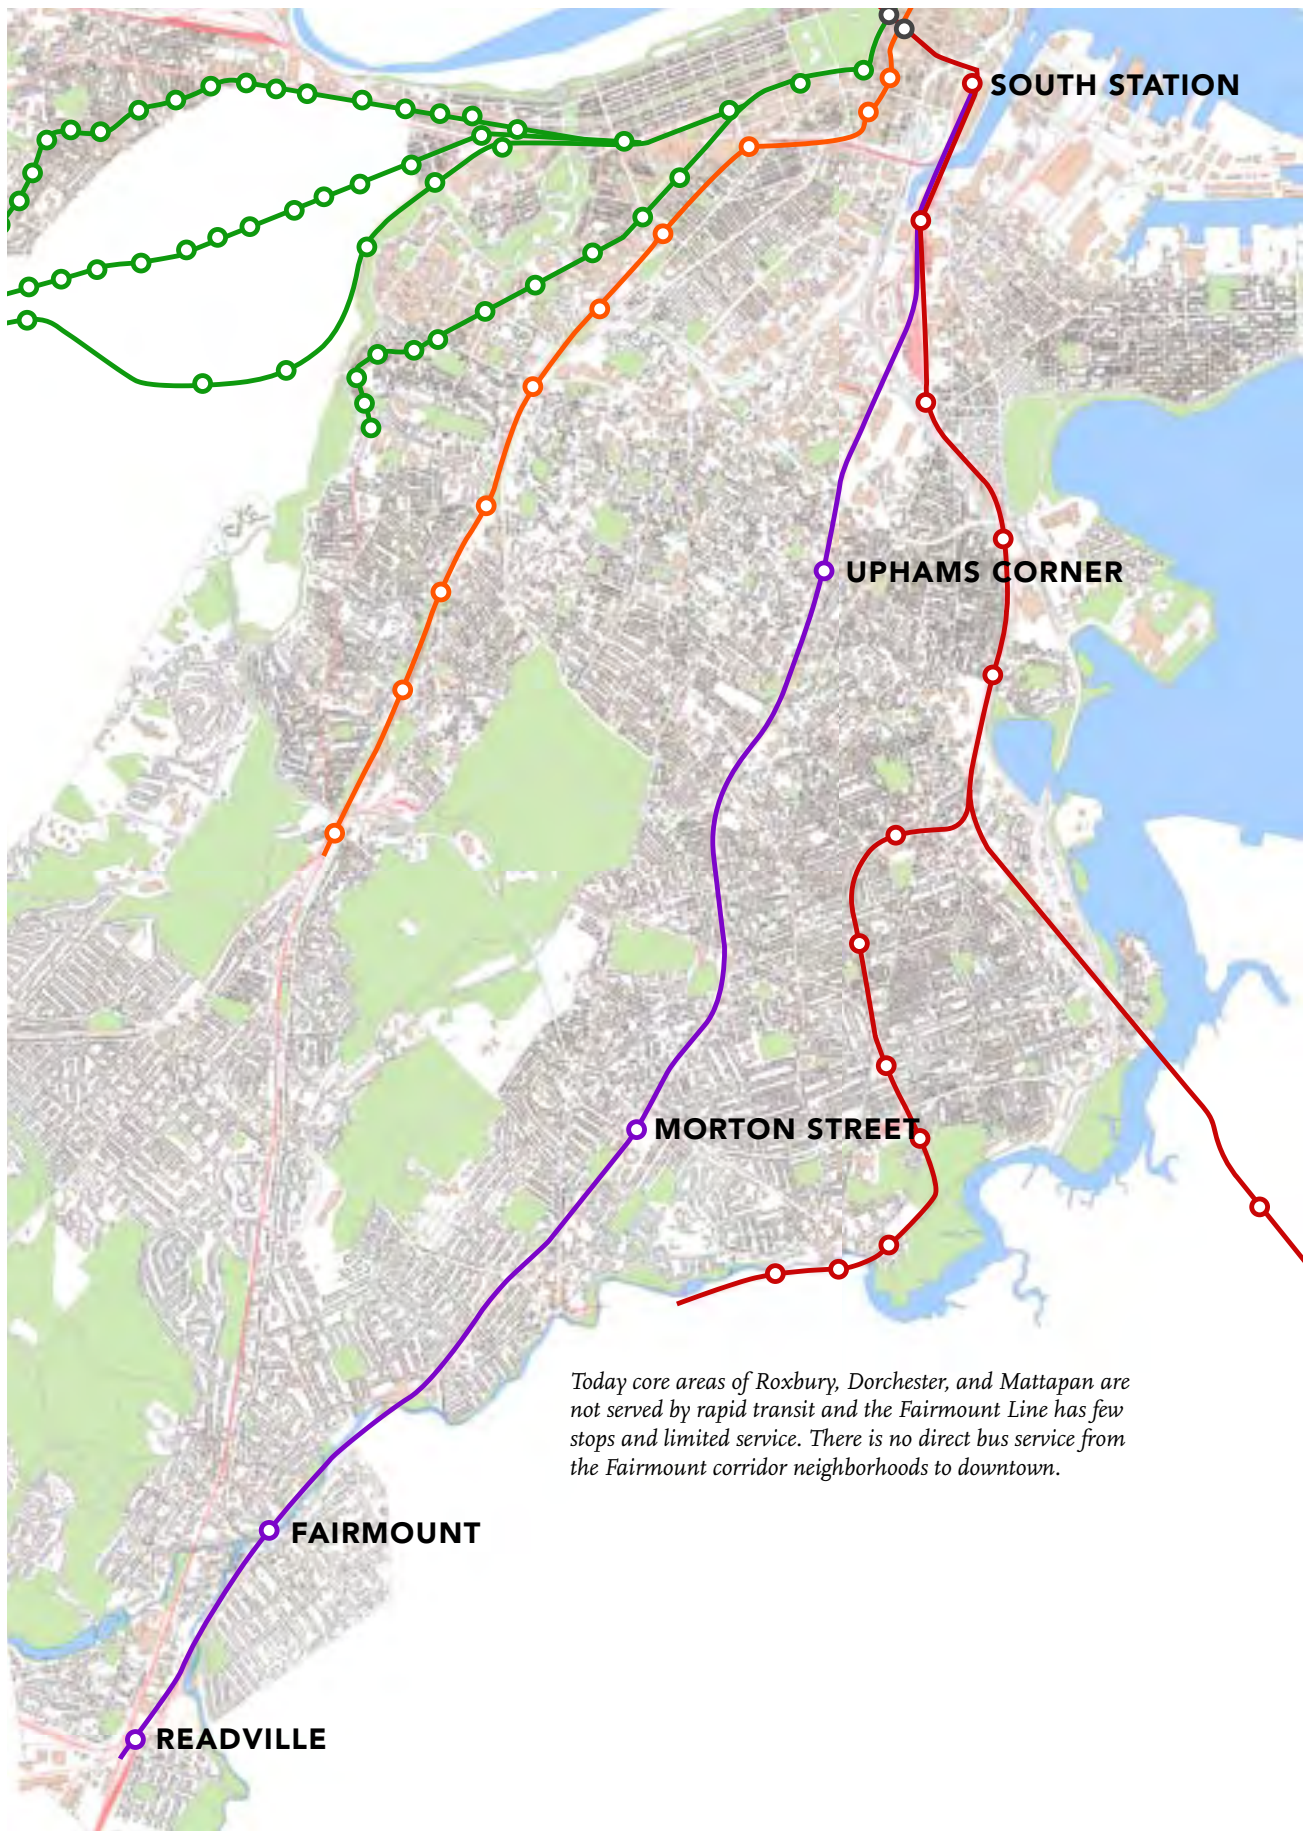 SOUTH STATION
UPHAMS CORNER
MORTON STREET
Today core areas of Roxbury, Dorchester, and Mattapan are
not served by rapid transit and the Fairmount Line has few
stops and limited service. There is no direct bus service from
the Fairmount corridor neighborhoods to downtown.
FAIRMOUNT
READVILLE